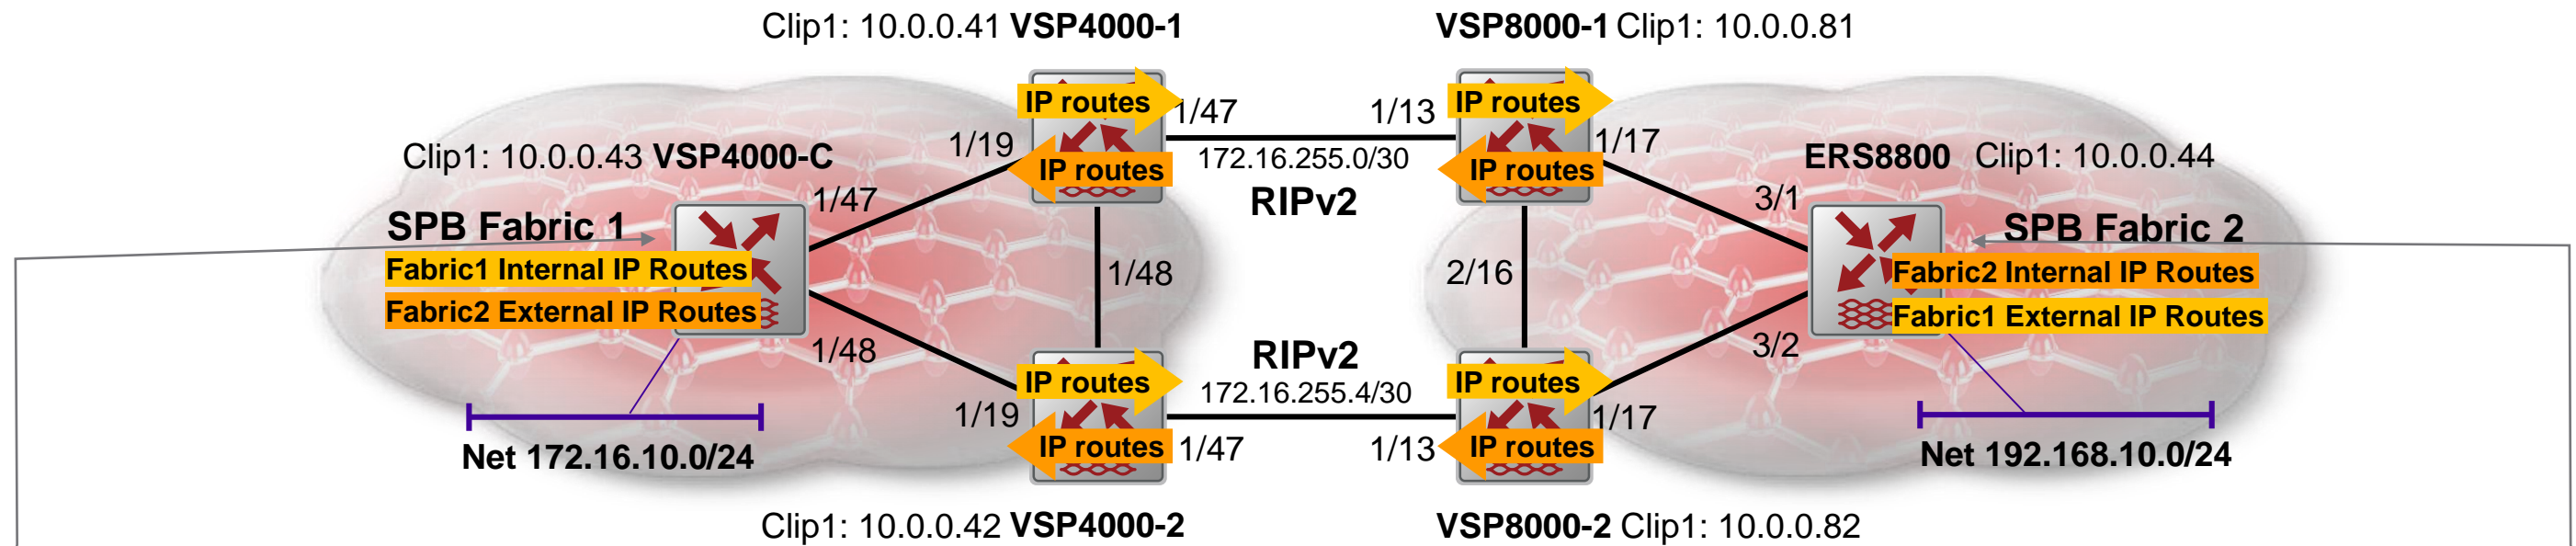 Clip1: 10.0.0.41 VSP4000-1
VSP8000-1 Clip1: 10.0.0.81
IP routes
1/47
1/13
IP routes
1/19
172.16.255.0/30
1/17
IP routes
IP routes
RIPv2
Clip1: 10.0.0.43 VSP4000-C
ERS8800 Clip1: 10.0.0.44
1/47
3/1
SPB Fabric 1
SPB Fabric 2
Fabric1 Internal IP Routes
Fabric2 External IP Routes
1/48
2/16
Fabric2 Internal IP Routes
Fabric1 External IP Routes
1/48
3/2
RIPv2
IP routes
172.16.255.4/30
IP routes
1/19
1/17
IP routes
1/47
1/13
IP routes
Net 172.16.10.0/24
Net 192.168.10.0/24
Clip1: 10.0.0.42 VSP4000-2
VSP8000-2 Clip1: 10.0.0.82